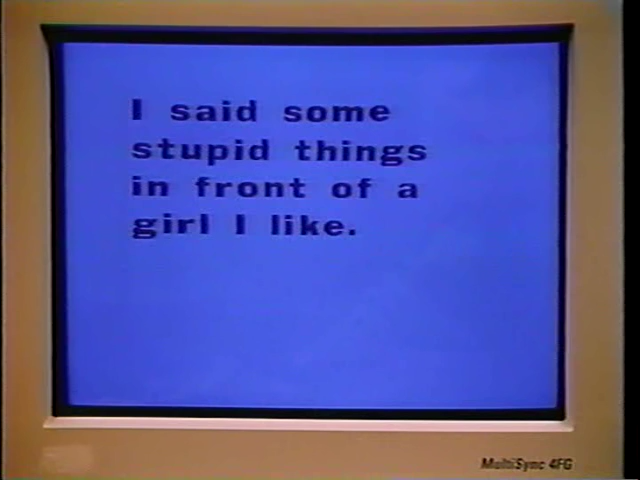 I said some
stupid things
in front of a
girl I like.
MultiSync 4FG